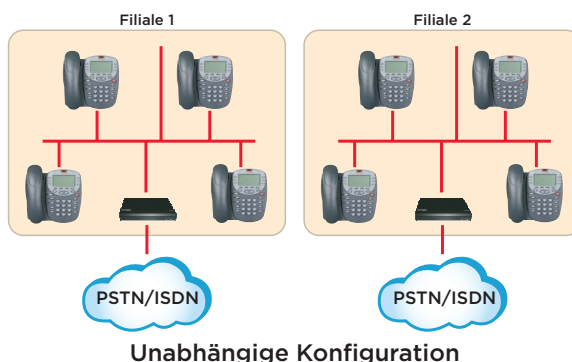 Filiale 1
Filiale 2
PSTN/ISDN
PSTN/ISDN
Unabhängige Konfiguration